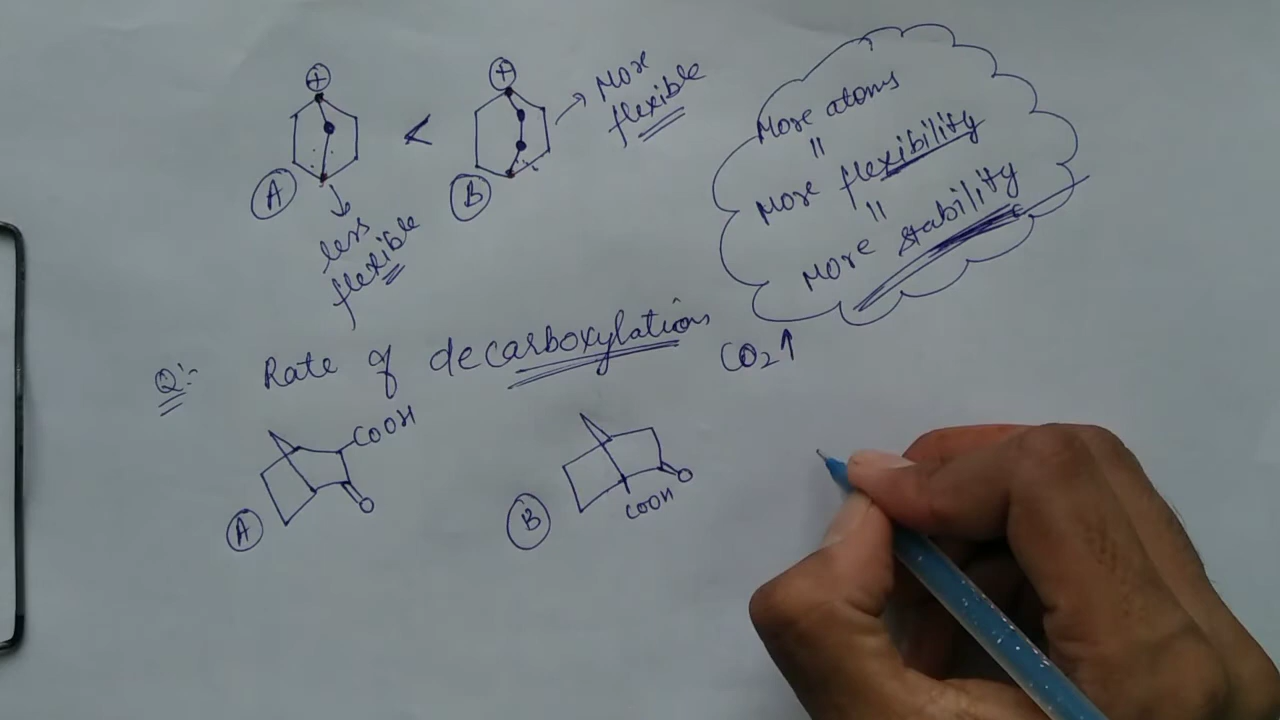 ⊕
Ⓐ
less
flexible
<
⊕
Ⓑ
More
flexible
More atoms
〃
More flexibility
〃
More stability
Q:- Rate of decarboxylation CO₂↑
COOH
O
Ⓐ
O
COOH
Ⓑ